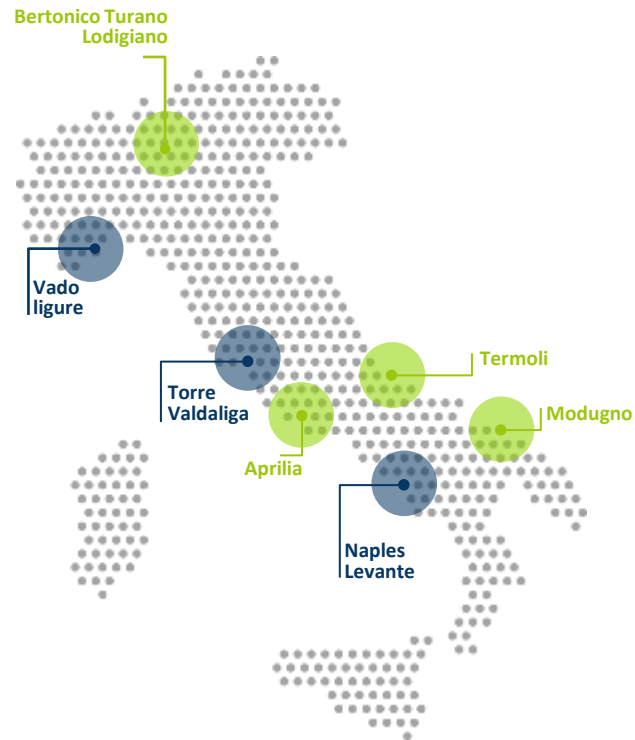 Bertonico Turano
Lodigiano
Vado
ligure
Termoli
Torre
Valdaliga
Modugno
Aprilia
Naples
Levante